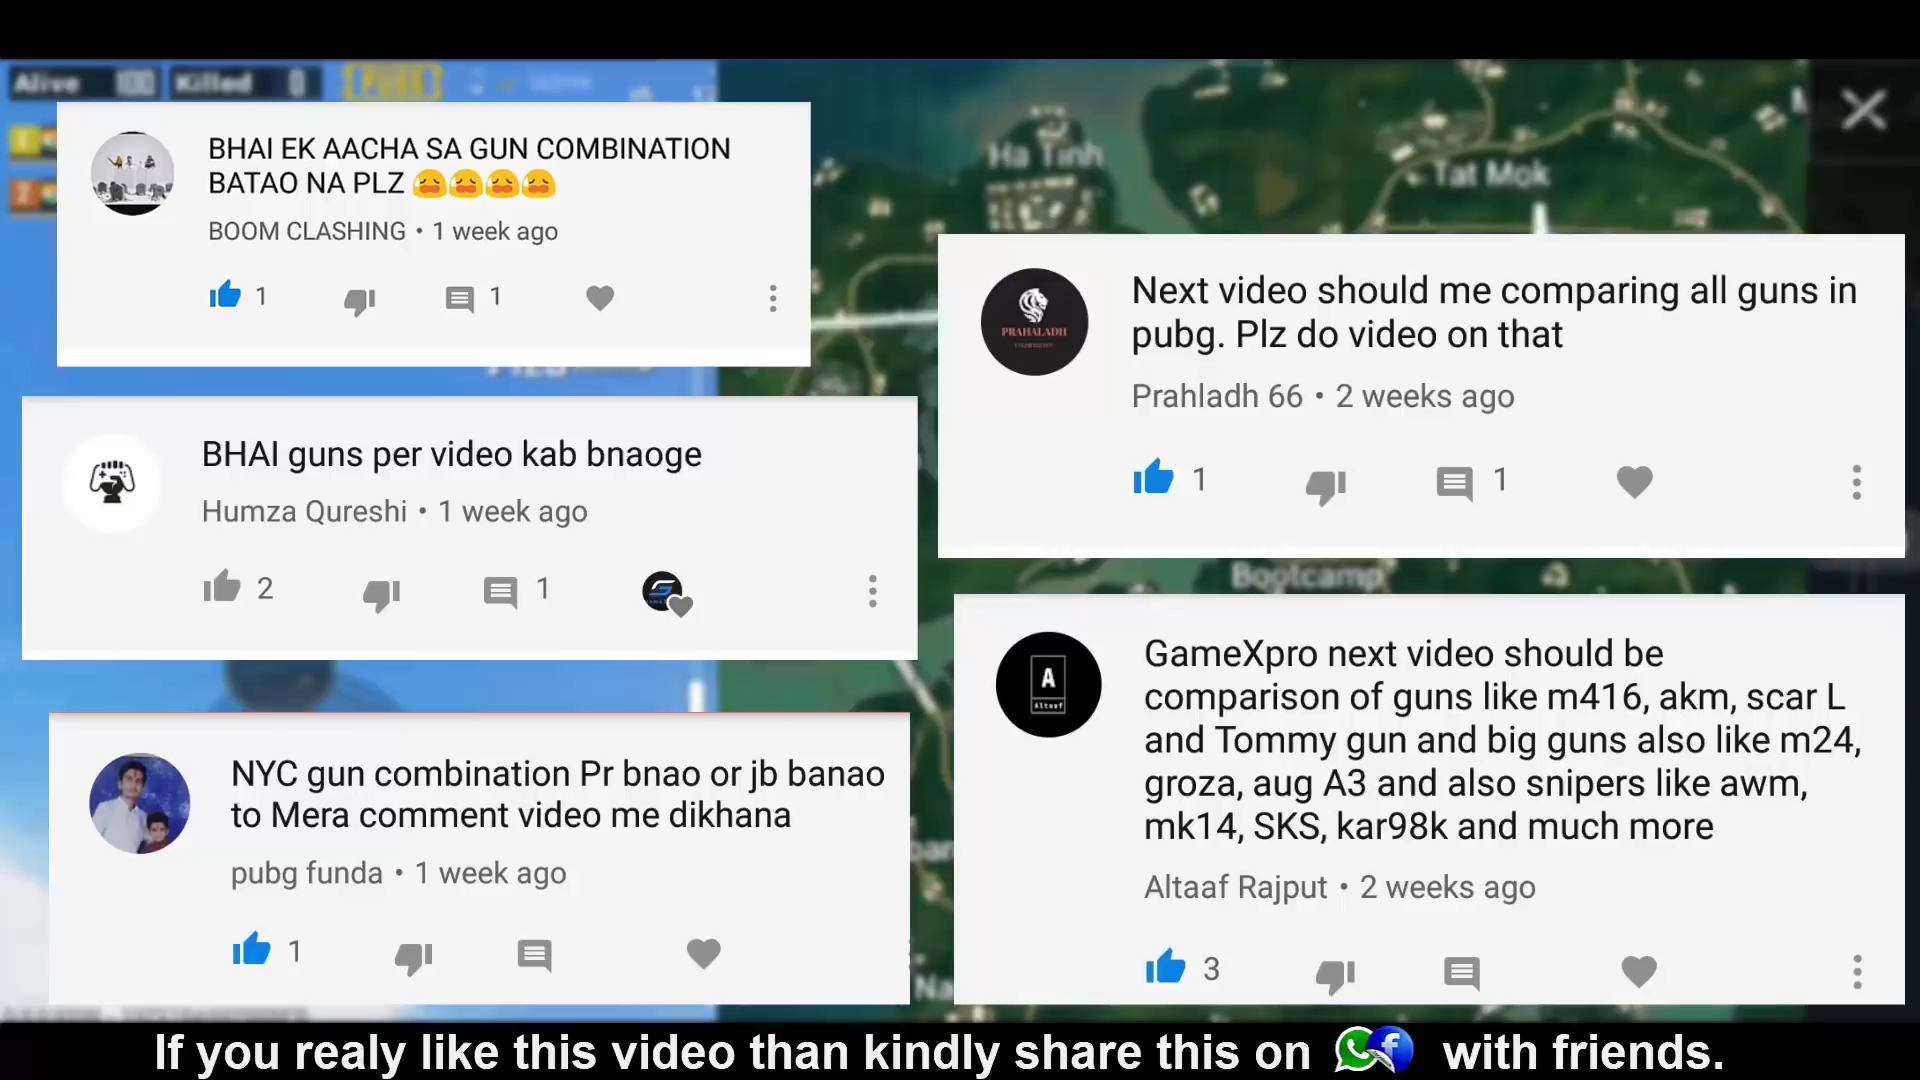 Alive 100 Killed 0 PUBG
BHAI EK AACHA SA GUN COMBINATION
BATAO NA PLZ 😩😩😩😩
BOOM CLASHING • 1 week ago
1 1
Ha Tinh
Tat Mok
BHAI guns per video kab bnaoge
Humza Qureshi • 1 week ago
2 1
NYC gun combination Pr bnao or jb banao
to Mera comment video me dikhana
pubg funda • 1 week ago
1
PRAHALADH
Next video should me comparing all guns in
pubg. Plz do video on that
Prahladh 66 • 2 weeks ago
1 1
Bootcamp
A
Altaaf
GameXpro next video should be
comparison of guns like m416, akm, scar L
and Tommy gun and big guns also like m24,
groza, aug A3 and also snipers like awm,
mk14, SKS, kar98k and much more
Altaaf Rajput • 2 weeks ago
3
If you realy like this video than kindly share this on with friends.